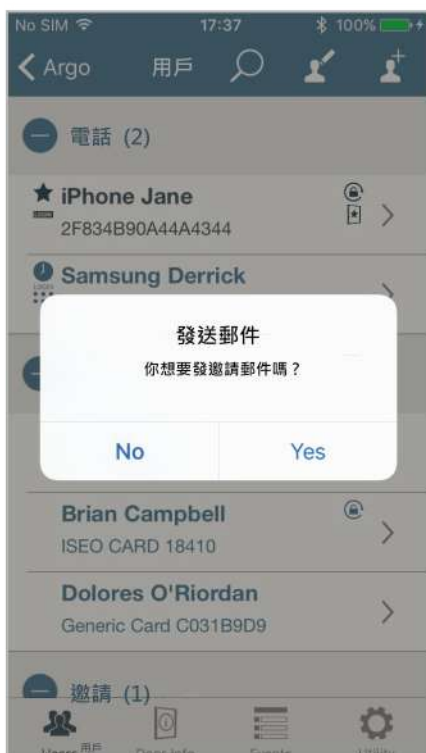 No SIM 17:37 100%
Argo 用戶
電話 (2)
iPhone Jane
2F834B90A44A4344
Samsung Derrick
發送郵件
你想要發邀請郵件嗎？
No Yes
Brian Campbell
ISEO CARD 18410
Dolores O'Riordan
Generic Card C031B9D9
邀請 (1)
Users 用戶 Door info Events Utility